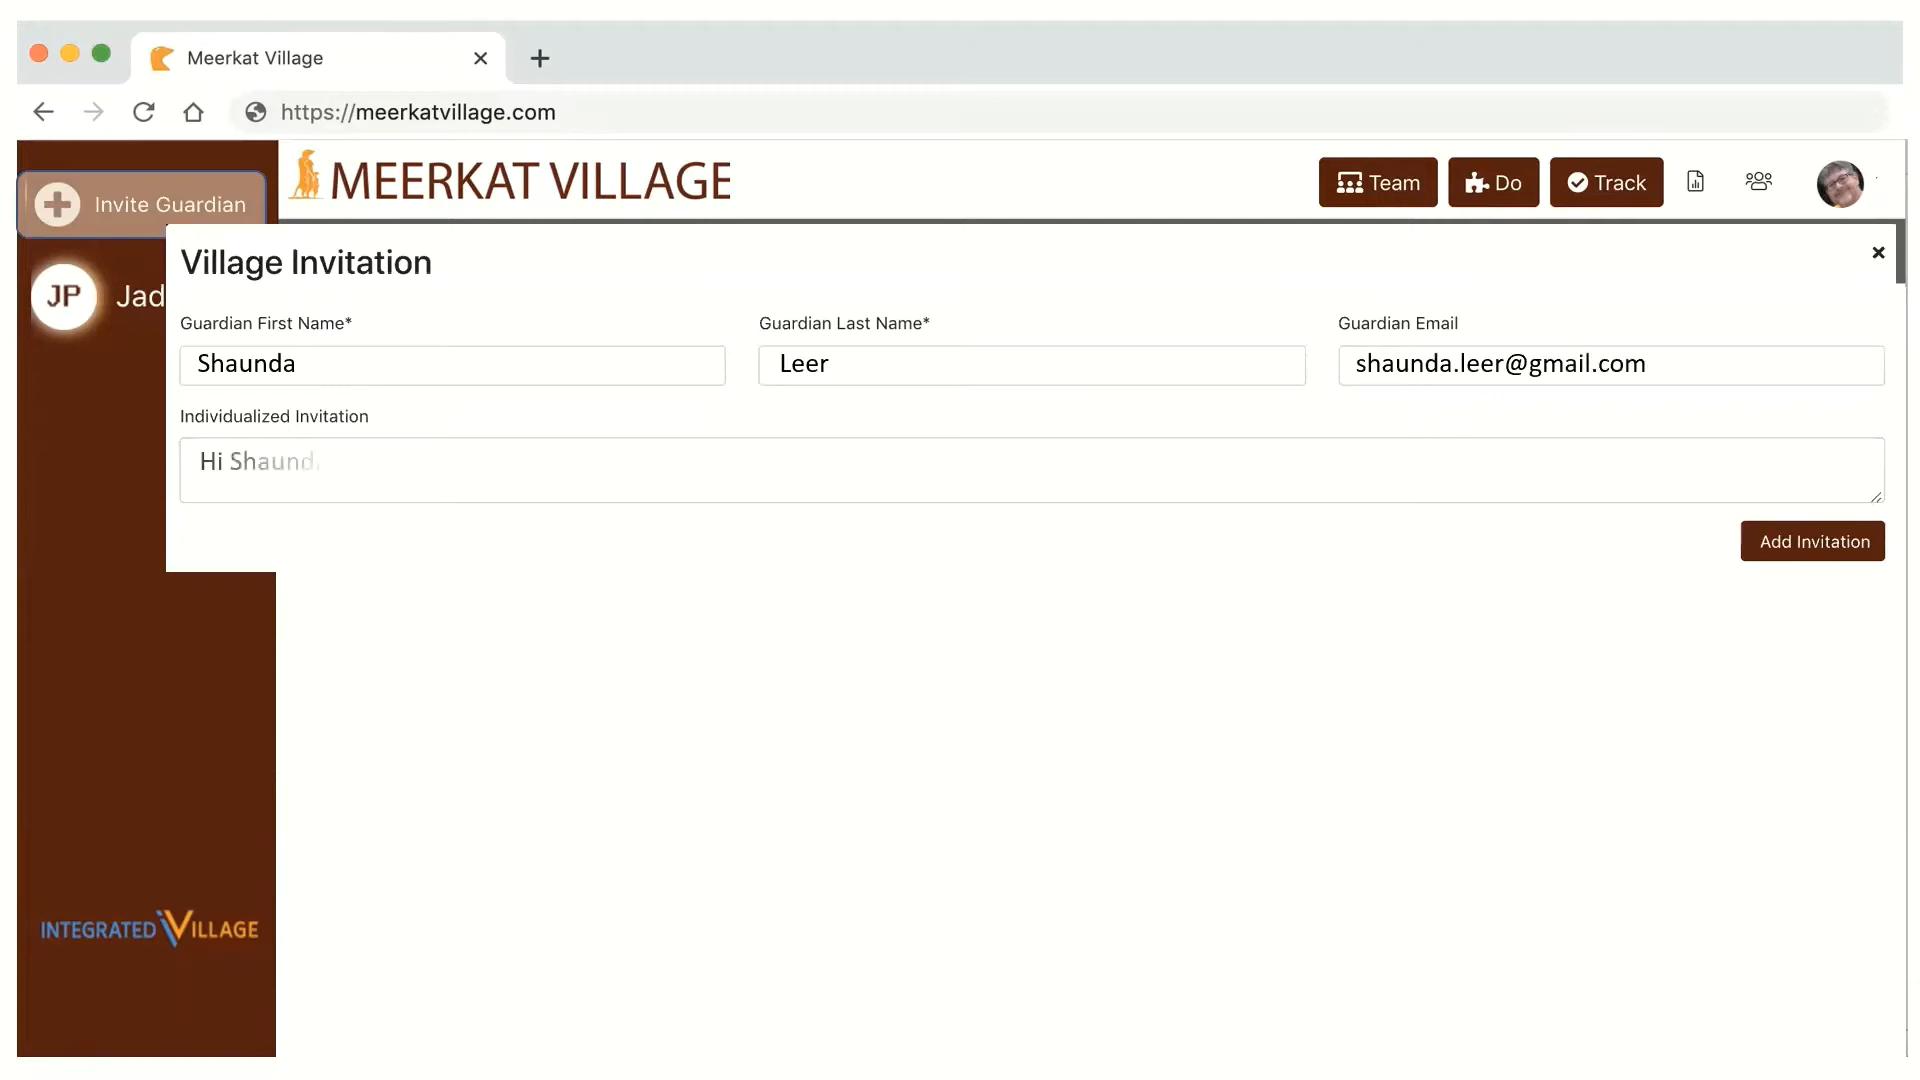 Meerkat Village
https://meerkatvillage.com
Invite Guardian
MEERKAT VILLAGE
Team
Do
Track
JP
Jad
Village Invitation
Guardian First Name*
Guardian Last Name*
Guardian Email
Shaunda
Leer
shaunda.leer@gmail.com
Individualized Invitation
Hi Shaund
Add Invitation
INTEGRATED VILLAGE